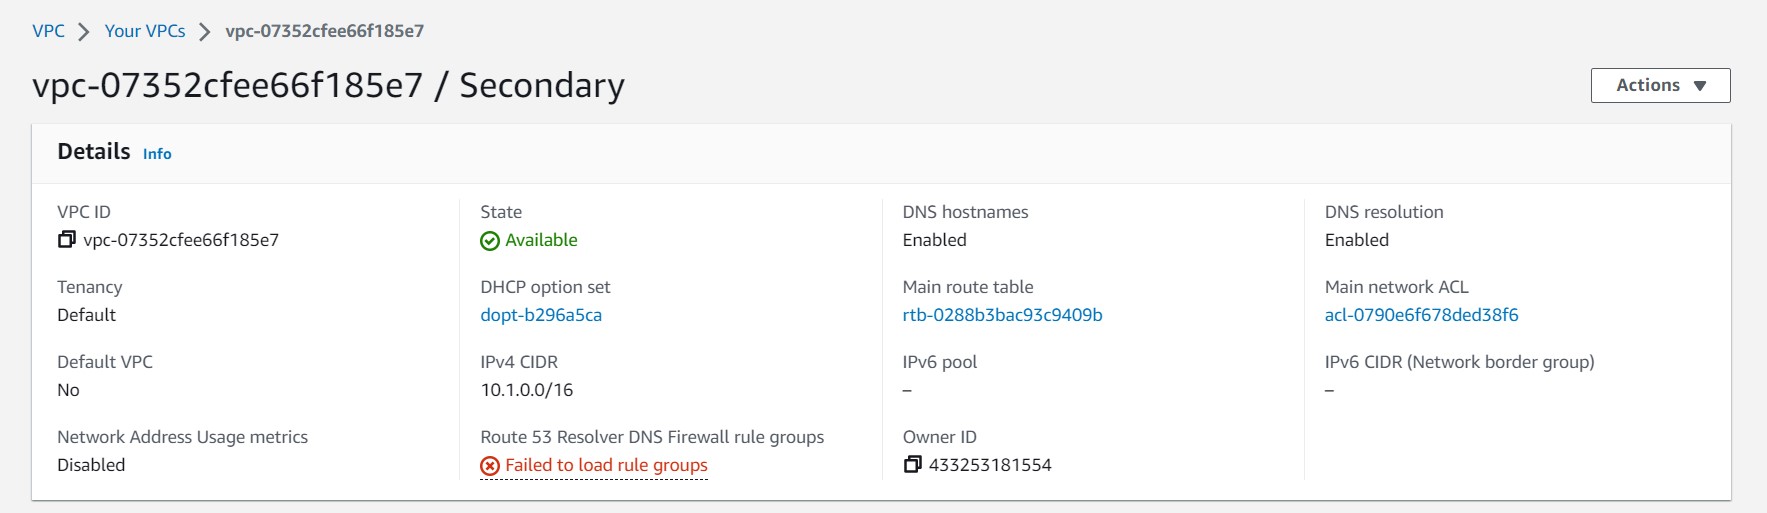 VPC > Your VPCs > vpc-07352cfee66f185e7
vpc-07352cfee66f185e7 / Secondary
Actions
Details Info
VPC ID
vpc-07352cfee66f185e7
State
Available
DNS hostnames
Enabled
DNS resolution
Enabled
Tenancy
Default
DHCP option set
dopt-b296a5ca
Main route table
rtb-0288b3bac93c9409b
Main network ACL
acl-0790e6f678ded38f6
Default VPC
No
IPv4 CIDR
10.1.0.0/16
IPv6 pool
–
IPv6 CIDR (Network border group)
–
Network Address Usage metrics
Disabled
Route 53 Resolver DNS Firewall rule groups
Failed to load rule groups
Owner ID
433253181554